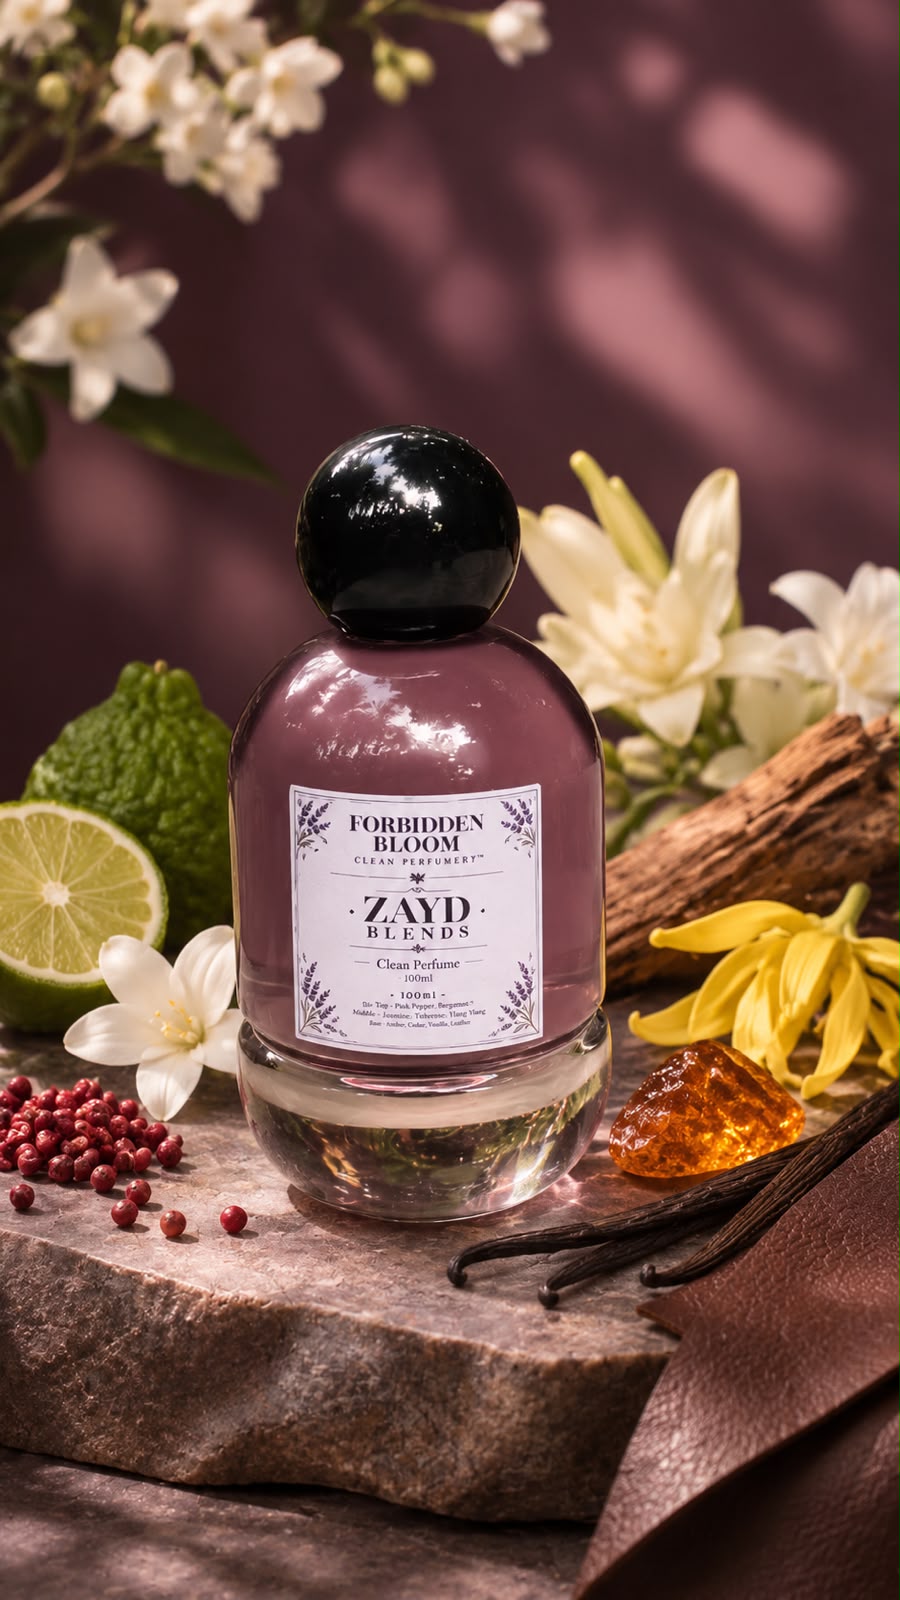 FORBIDDEN
BLOOM
CLEAN PERFUMERY™
· ZAYD ·
BLENDS
Clean Perfume
100ml
· 100ml -
Top - Pink Pepper, Bergamot
Middle - Jasmine, Tuberose, Ylang Ylang
Base - Amber, Cedar, Vanilla, Leather